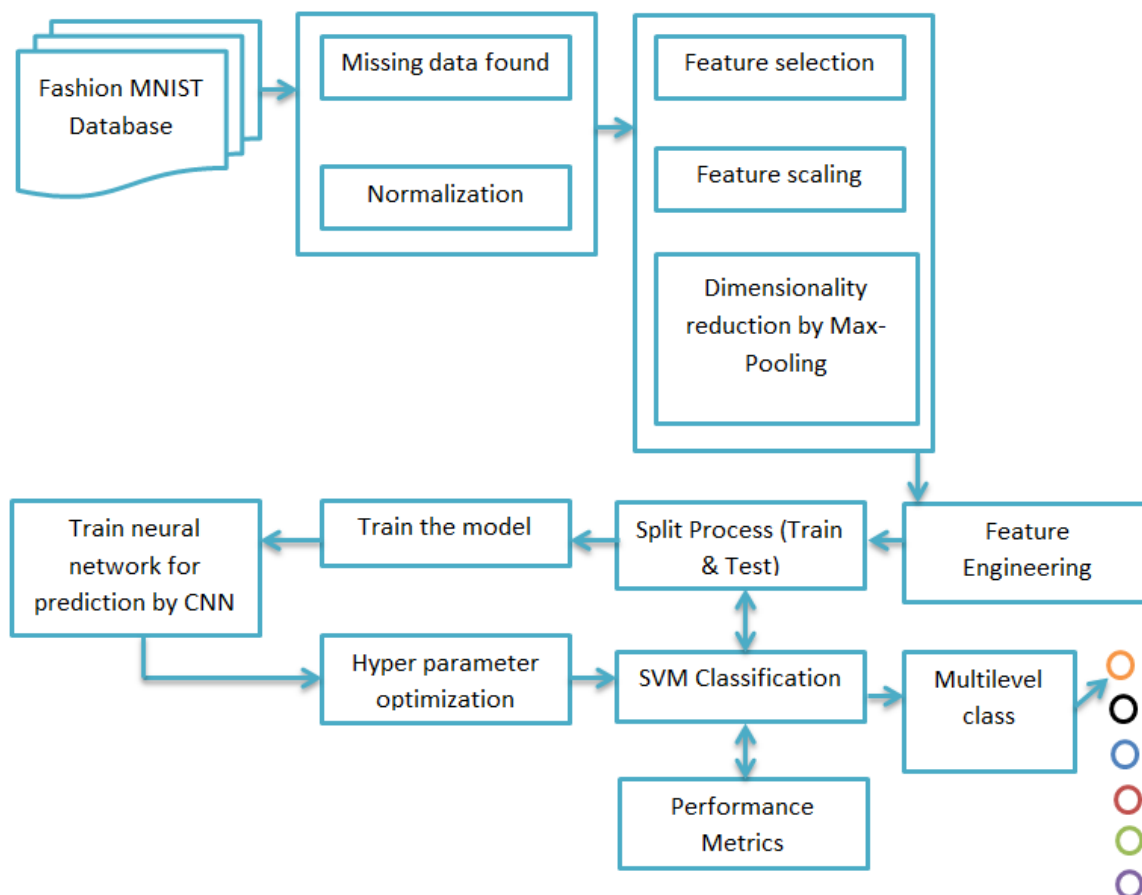 Fashion MNIST
Database
Missing data found
Normalization
Feature selection
Feature scaling
Dimensionality
reduction by Max-
Pooling
Feature
Engineering
Split Process (Train
& Test)
Train the model
Train neural
network for
prediction by CNN
Hyper parameter
optimization
SVM Classification
Multilevel
class
Performance
Metrics